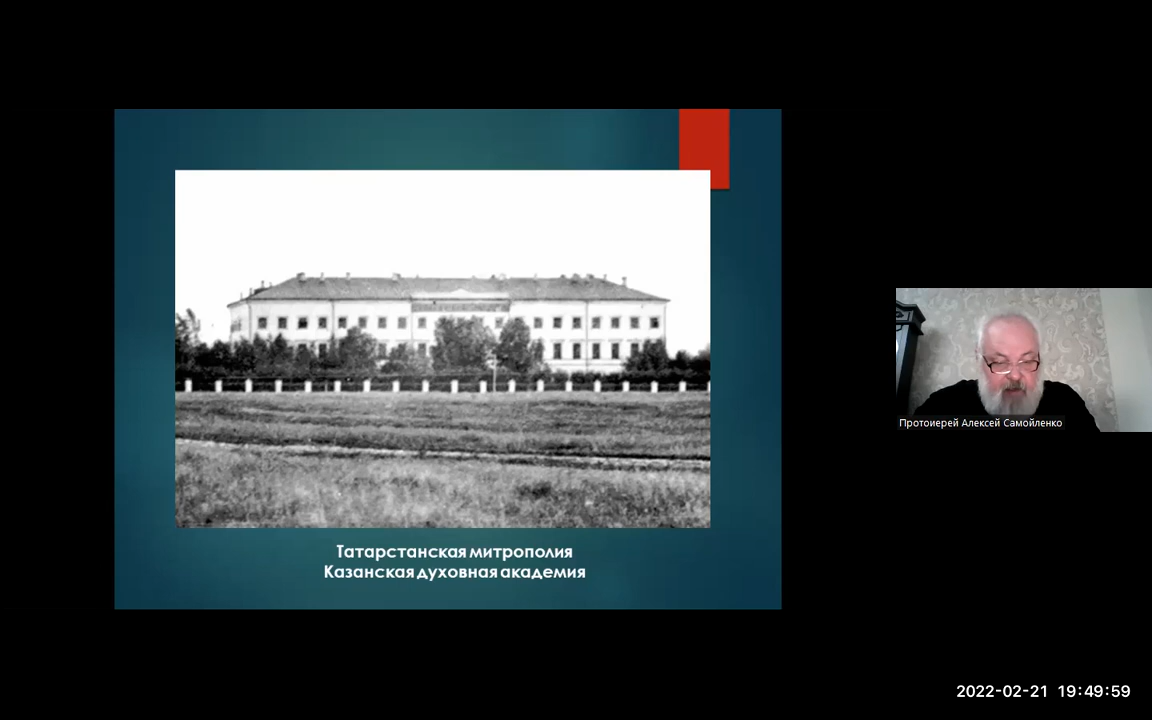 Татарстанская митрополия
Казанская духовная академия
Протоиерей Алексей Самойленко
2022-02-21 19:49:59